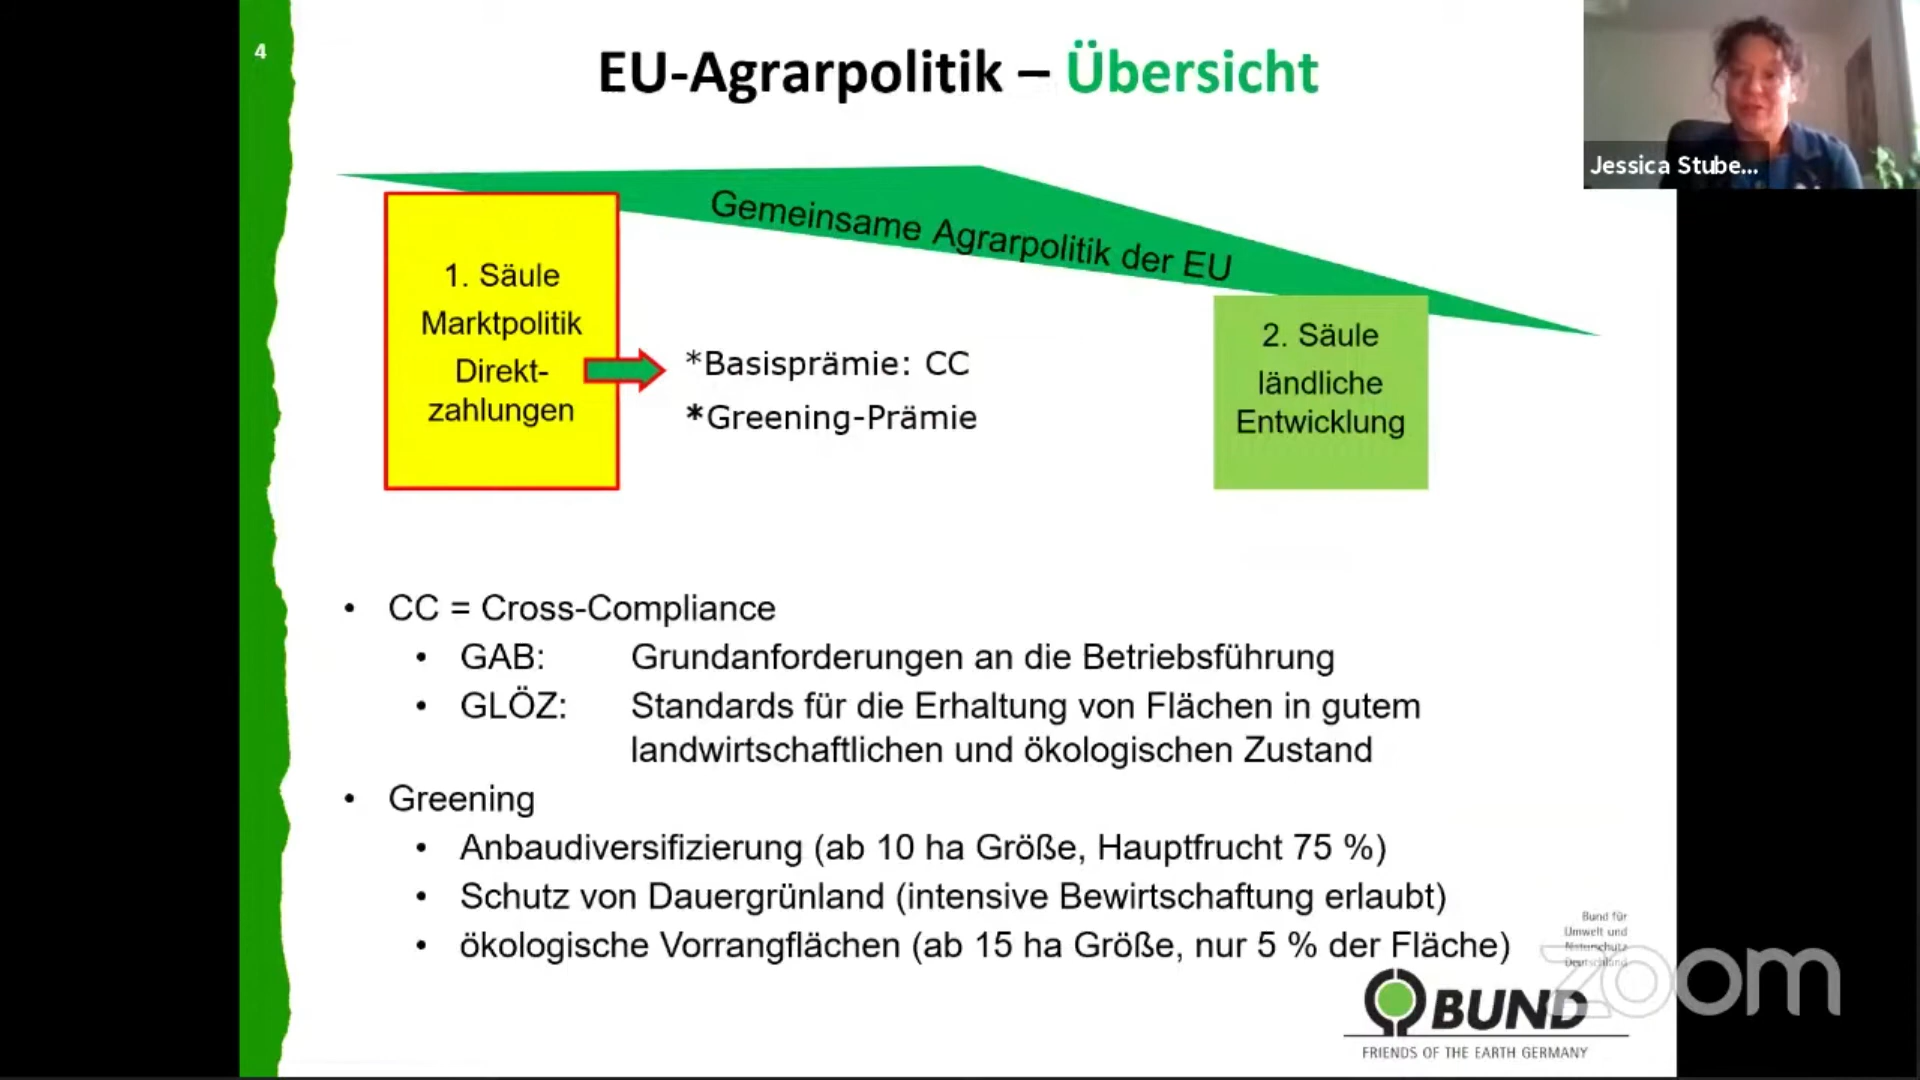 4
EU-Agrarpolitik – Übersicht
Jessica Stube...
Gemeinsame Agrarpolitik der EU
1. Säule
Marktpolitik
Direkt-
zahlungen
*Basisprämie: CC
*Greening-Prämie
2. Säule
ländliche
Entwicklung
• CC = Cross-Compliance
• GAB: Grundanforderungen an die Betriebsführung
• GLÖZ: Standards für die Erhaltung von Flächen in gutem
landwirtschaftlichen und ökologischen Zustand
• Greening
• Anbaudiversifizierung (ab 10 ha Größe, Hauptfrucht 75 %)
• Schutz von Dauergrünland (intensive Bewirtschaftung erlaubt)
• ökologische Vorrangflächen (ab 15 ha Größe, nur 5 % der Fläche)
Bund für
Umwelt und
Naturschutz
Deutschland
zoom
BUND
FRIENDS OF THE EARTH GERMANY